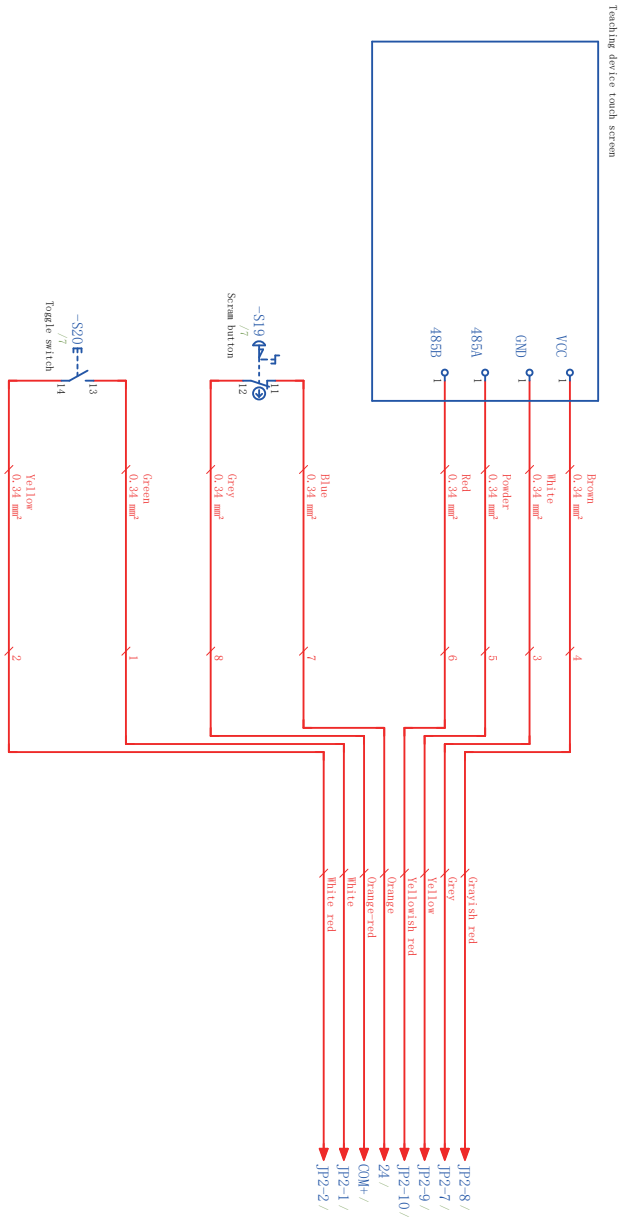 Teaching device touch screen
VCC
1
GND
1
485A
1
485B
1
-S19
/7
Scram button
11
12
-S20
/7
Toggle switch
13
14
Brown
0.34 mm²
White
0.34 mm²
Powder
0.34 mm²
Red
0.34 mm²
Blue
0.34 mm²
Grey
0.34 mm²
Green
0.34 mm²
Yellow
0.34 mm²
4
3
5
6
7
8
1
2
Grayish red
Grey
Yellow
Yellowish red
Orange
Orange-red
White
White red
JP2-8 /
JP2-7 /
JP2-9 /
JP2-10 /
24 /
COM+ /
JP2-1 /
JP2-2 /